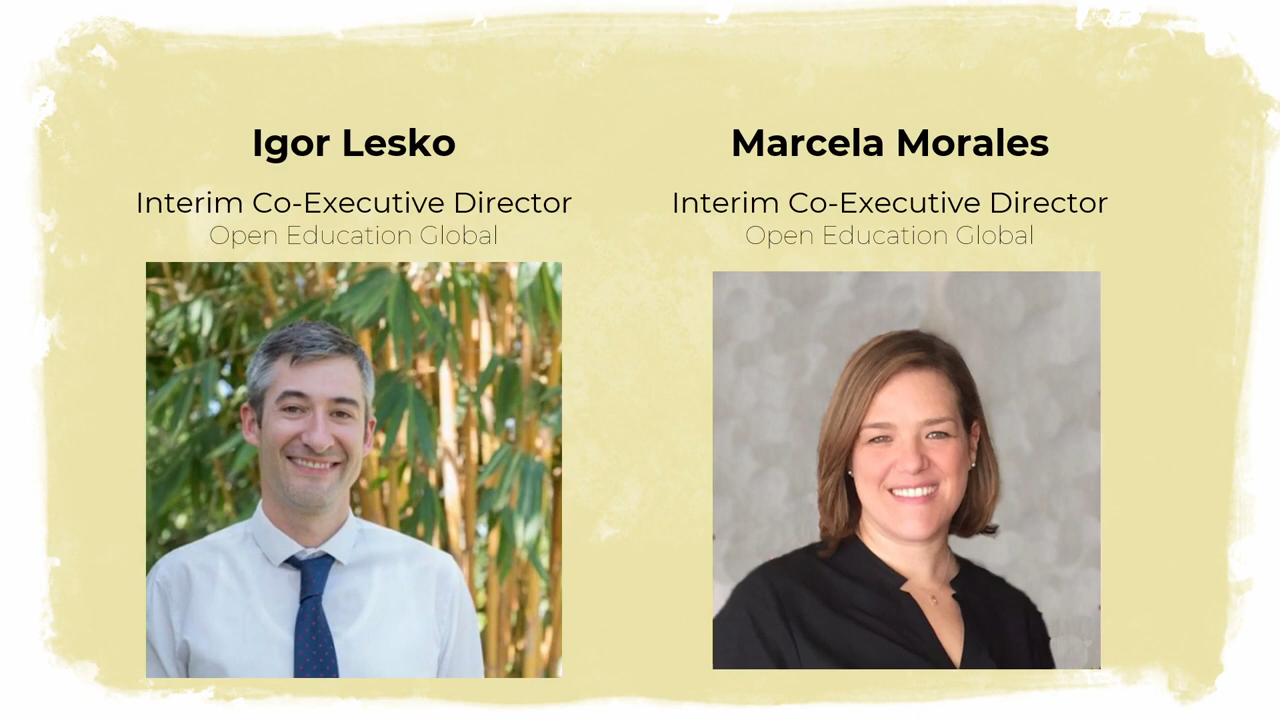 Igor Lesko
Interim Co-Executive Director
Open Education Global
Marcela Morales
Interim Co-Executive Director
Open Education Global